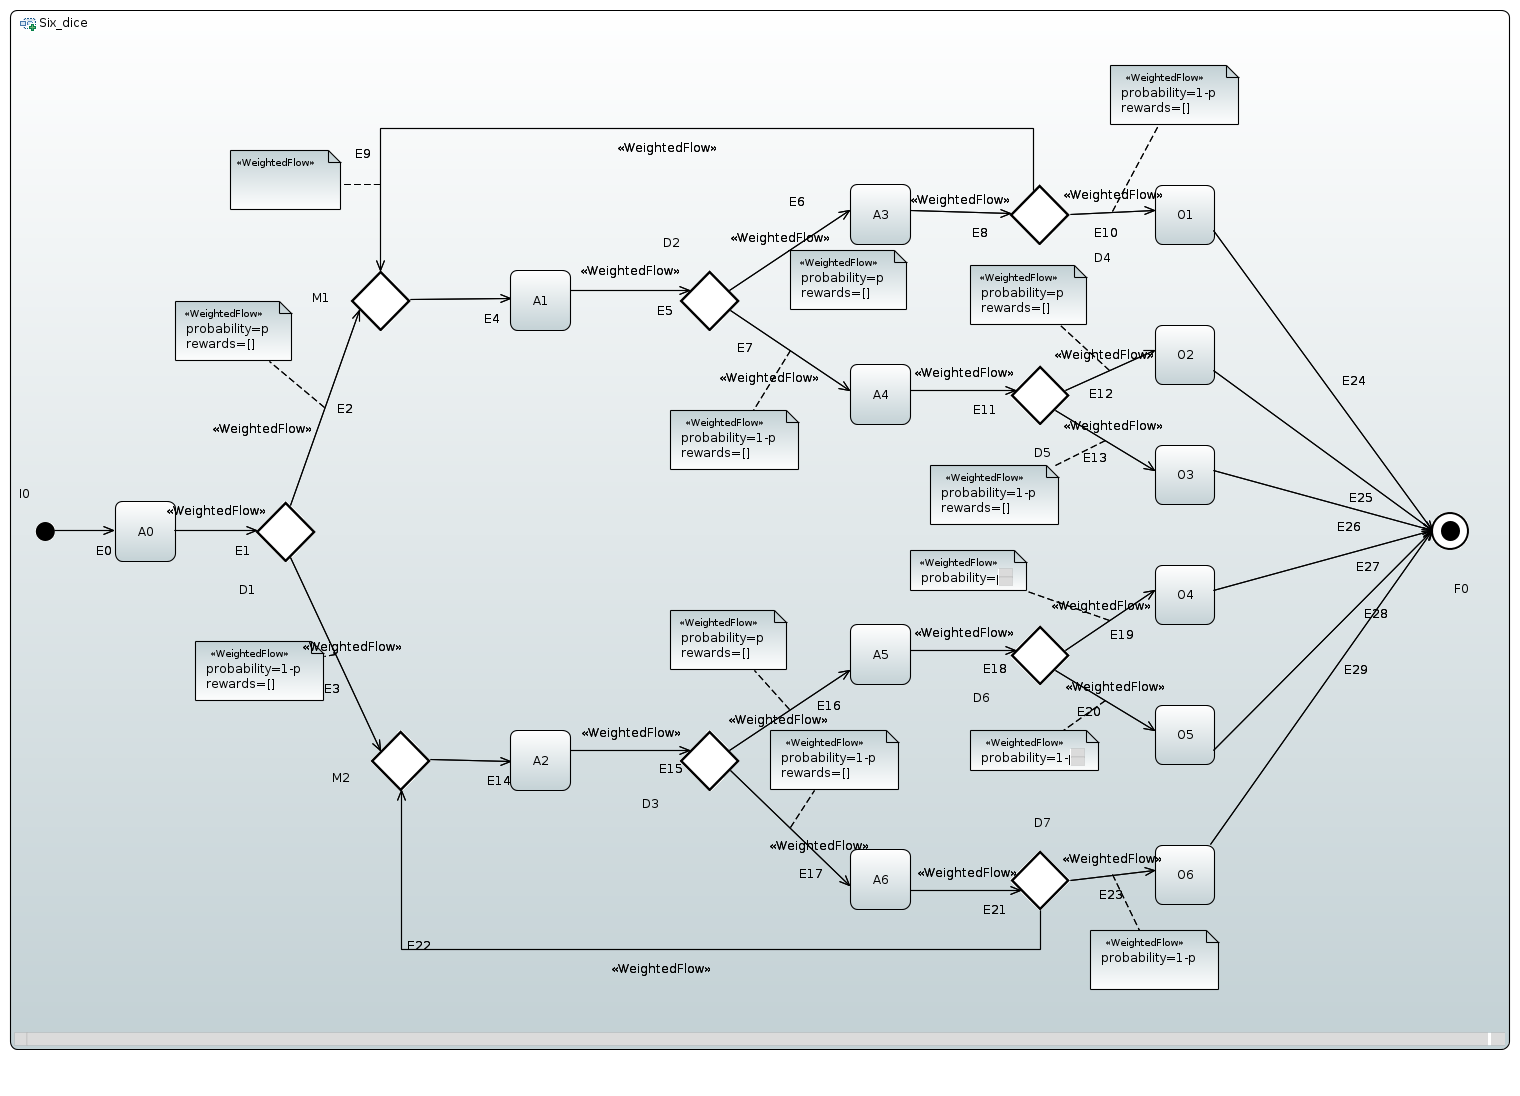 Six_dice
«WeightedFlow»
probability=1-p
rewards=[]
«WeightedFlow»
E9
«WeightedFlow»
«WeightedFlow»
E6
A3
«WeightedFlow»
E8
«WeightedFlow»
E10
O1
D4
D2
«WeightedFlow»
«WeightedFlow»
probability=p
rewards=[]
«WeightedFlow»
probability=p
rewards=[]
M1
E4
A1
«WeightedFlow»
E5
«WeightedFlow»
probability=p
rewards=[]
E7
«WeightedFlow»
A4
«WeightedFlow»
E11
«WeightedFlow»
E12
O2
E24
«WeightedFlow»
probability=1-p
rewards=[]
E2
«WeightedFlow»
«WeightedFlow»
D5
E13
O3
«WeightedFlow»
probability=1-p
rewards=[]
I0
E0
A0
«WeightedFlow»
E1
D1
E25
E26
E27
E28
E29
F0
«WeightedFlow»
probability=
«WeightedFlow»
E19
O4
«WeightedFlow»
probability=1-p
rewards=[]
«WeightedFlow»
E3
«WeightedFlow»
probability=p
rewards=[]
A5
«WeightedFlow»
E18
D6
«WeightedFlow»
E20
O5
«WeightedFlow»
probability=1-
E16
«WeightedFlow»
M2
E14
A2
«WeightedFlow»
E15
D3
«WeightedFlow»
probability=1-p
rewards=[]
«WeightedFlow»
E17
A6
«WeightedFlow»
E21
D7
«WeightedFlow»
E23
O6
«WeightedFlow»
probability=1-p
E22
«WeightedFlow»